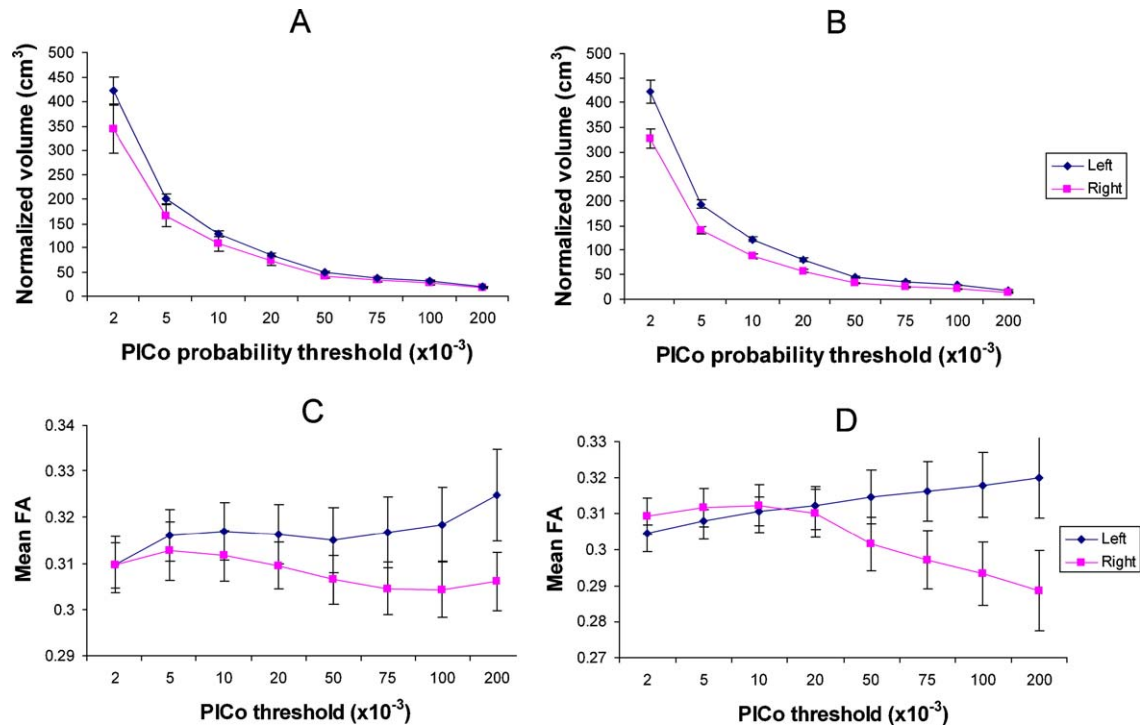 A
Normalized volume (cm³)
500
450
400
350
300
250
200
150
100
50
0
2 5 10 20 50 75 100 200
PICo probability threshold (x10⁻³)
B
Normalized volume (cm³)
500
450
400
350
300
250
200
150
100
50
0
2 5 10 20 50 75 100 200
PICo probability threshold (x10⁻³)
Left
Right
C
Mean FA
0.34
0.33
0.32
0.31
0.3
0.29
2 5 10 20 50 75 100 200
PICo threshold (x10⁻³)
D
Mean FA
0.33
0.32
0.31
0.3
0.29
0.28
0.27
2 5 10 20 50 75 100 200
PICo threshold (x10⁻³)
Left
Right